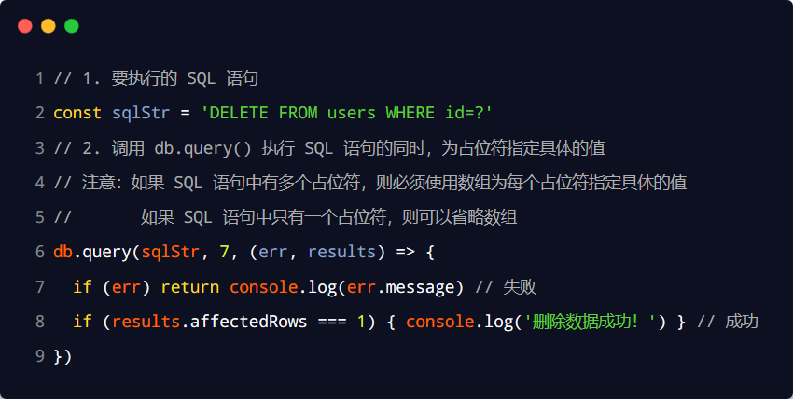 1 // 1. 要执行的 SQL 语句
2 const sqlStr = 'DELETE FROM users WHERE id=?'
3 // 2. 调用 db.query() 执行 SQL 语句的同时，为占位符指定具体的值
4 // 注意：如果 SQL 语句中有多个占位符，则必须使用数组为每个占位符指定具体的值
5 //       如果 SQL 语句中只有一个占位符，则可以省略数组
6 db.query(sqlStr, 7, (err, results) => {
7   if (err) return console.log(err.message) // 失败
8   if (results.affectedRows === 1) { console.log('删除数据成功！') } // 成功
9 })